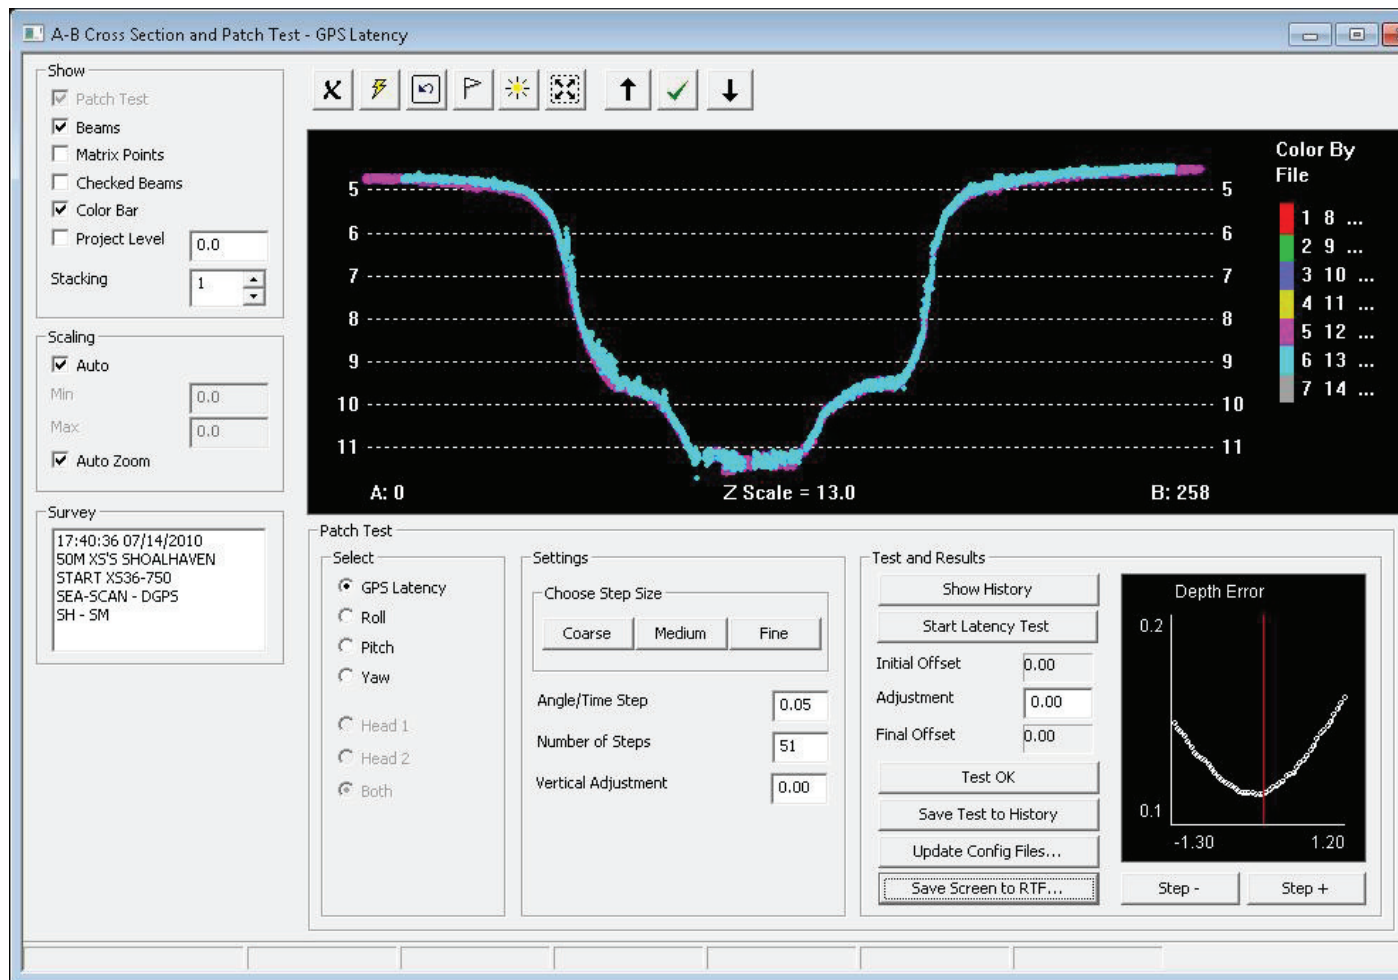 A-B Cross Section and Patch Test - GPS Latency
Show
Patch Test
Beams
Matrix Points
Checked Beams
Color Bar
Project Level 0.0
Stacking 1
Scaling
Auto
Min 0.0
Max 0.0
Auto Zoom
Survey
17:40:36 07/14/2010
50M XS'S SHOALHAVEN
START XS36-750
SEA-SCAN - DGPS
SH - SM
Color By
File
5 5
6 6
7 7
8 8
9 9
10 10
11 11
A: 0 Z Scale = 13.0 B: 258
1 8 ...
2 9 ...
3 10 ...
4 11 ...
5 12 ...
6 13 ...
7 14 ...
Patch Test
Select
GPS Latency
Roll
Pitch
Yaw
Head 1
Head 2
Both
Settings
Choose Step Size
Coarse Medium Fine
Angle/Time Step 0.05
Number of Steps 51
Vertical Adjustment 0.00
Test and Results
Show History
Start Latency Test
Initial Offset 0.00
Adjustment 0.00
Final Offset 0.00
Test OK
Save Test to History
Update Config Files...
Save Screen to RTF...
Depth Error
0.2
0.1
-1.30 1.20
Step - Step +